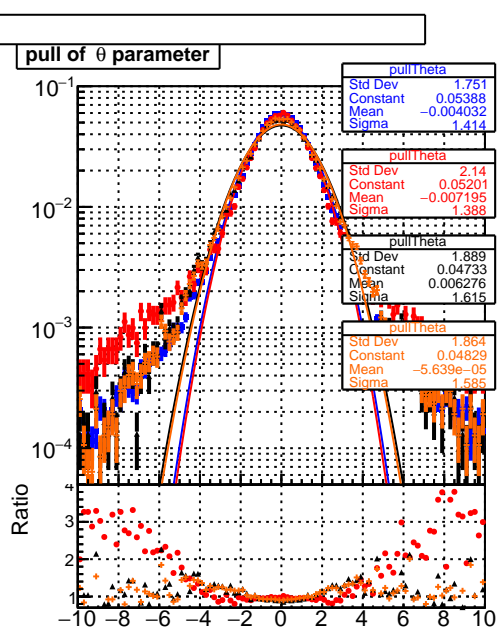 pull of θ parameter
pullTheta
Std Dev 1.751
Constant 0.05388
Mean −0.004032
Sigma 1.414
pullTheta
Std Dev 2.14
Constant 0.05201
Mean −0.007195
Sigma 1.388
pullTheta
Std Dev 1.889
Constant 0.04733
Mean 0.006276
Sigma 1.615
pullTheta
Std Dev 1.864
Constant 0.04829
Mean −5.639e−05
Sigma 1.585
10⁻¹
10⁻²
10⁻³
10⁻⁴
Ratio
4
3
2
1
−10 −8 −6 −4 −2 0 2 4 6 8 10